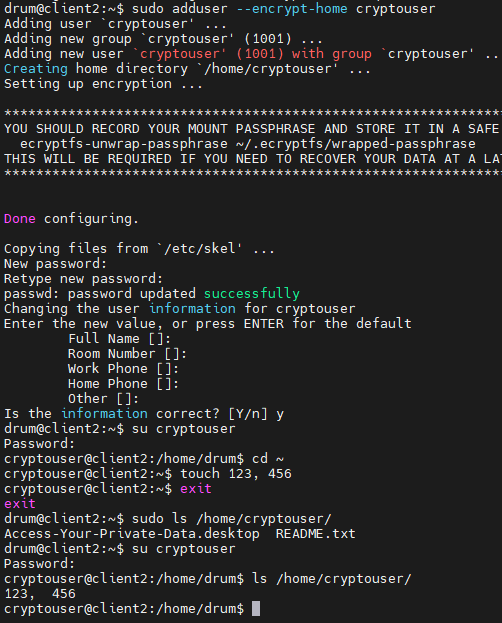 drum@client2:~$ sudo adduser --encrypt-home cryptouser
Adding user `cryptouser' ...
Adding new group `cryptouser' (1001) ...
Adding new user `cryptouser' (1001) with group `cryptouser' ...
Creating home directory `/home/cryptouser' ...
Setting up encryption ...
**************************************************************
YOU SHOULD RECORD YOUR MOUNT PASSPHRASE AND STORE IT IN A SAFE
  ecryptfs-unwrap-passphrase ~/.ecryptfs/wrapped-passphrase
THIS WILL BE REQUIRED IF YOU NEED TO RECOVER YOUR DATA AT A LA
**************************************************************
Done configuring.
Copying files from `/etc/skel' ...
New password:
Retype new password:
passwd: password updated successfully
Changing the user information for cryptouser
Enter the new value, or press ENTER for the default
        Full Name []:
        Room Number []:
        Work Phone []:
        Home Phone []:
        Other []:
Is the information correct? [Y/n] y
drum@client2:~$ su cryptouser
Password:
cryptouser@client2:/home/drum$ cd ~
cryptouser@client2:~$ touch 123, 456
cryptouser@client2:~$ exit
exit
drum@client2:~$ sudo ls /home/cryptouser/
Access-Your-Private-Data.desktop  README.txt
drum@client2:~$ su cryptouser
Password:
cryptouser@client2:/home/drum$ ls /home/cryptouser/
123,  456
cryptouser@client2:/home/drum$